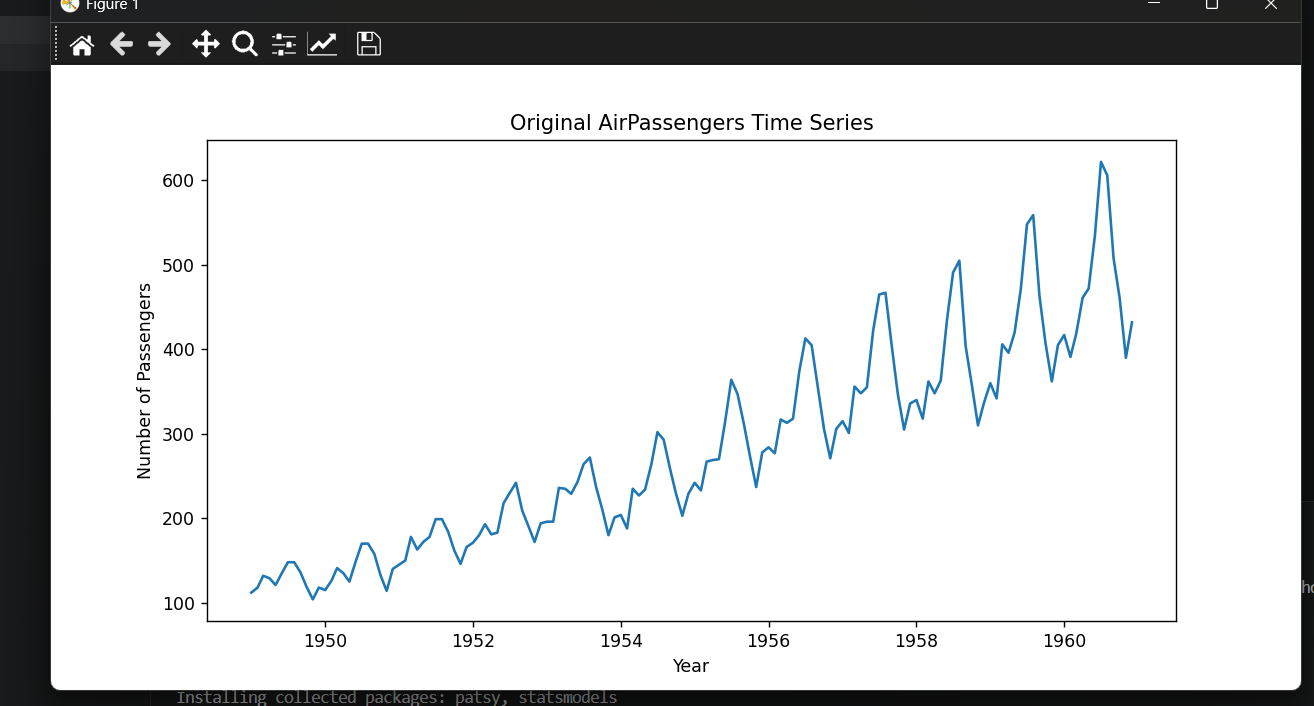 Figure 1
Original AirPassengers Time Series
Number of Passengers
600
500
400
300
200
100
1950 1952 1954 1956 1958 1960
Year
Installing collected packages: patsy, statsmodels